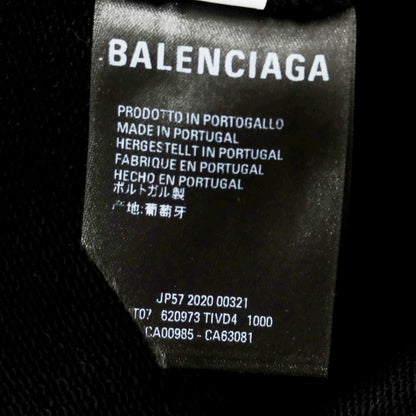 BALENCIAGA
PRODOTTO IN PORTOGALLO
MADE IN PORTUGAL
HERGESTELLT IN PORTUGAL
FABRIQUE EN PORTUGAL
HECHO EN PORTUGAL
ポルトガル製
产地:葡萄牙
JP57 2020 00321
T07 620973 TIVD4 1000
CA00985 - CA63081